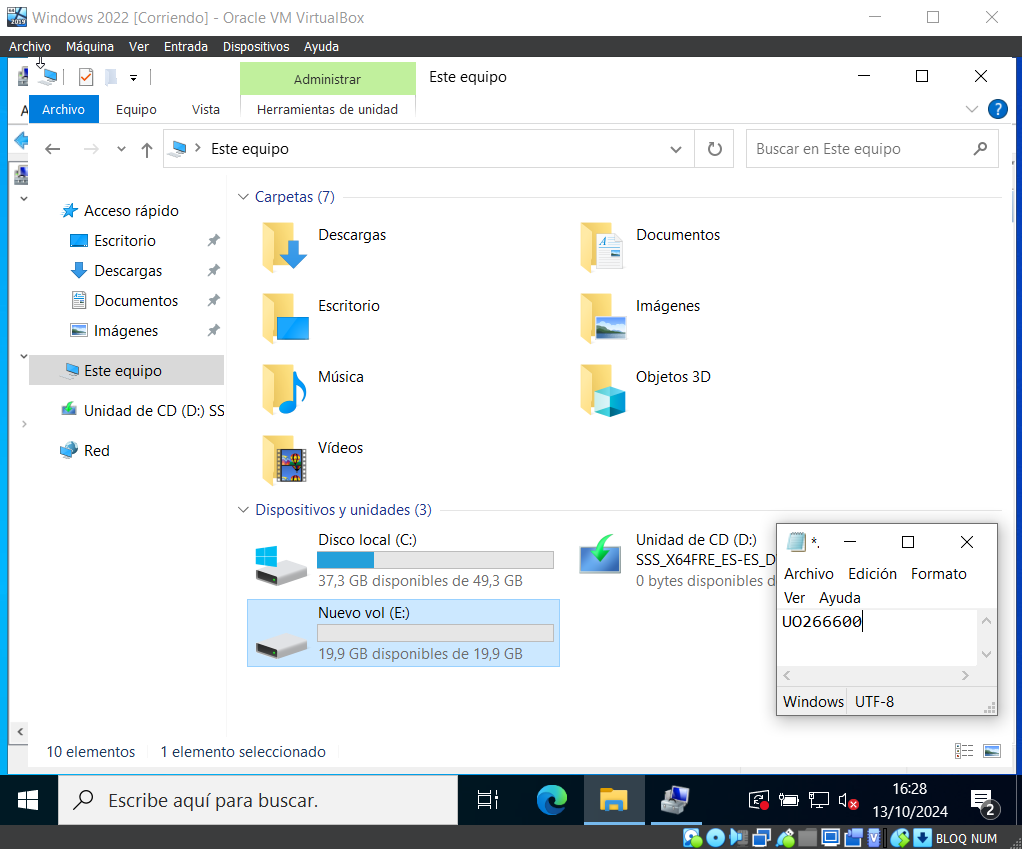 Windows 2022 [Corriendo] - Oracle VM VirtualBox
Archivo Máquina Ver Entrada Dispositivos Ayuda
Administrar Este equipo
Archivo Equipo Vista Herramientas de unidad
Este equipo Buscar en Este equipo
Carpetas (7)
Acceso rápido
Escritorio
Descargas
Documentos
Imágenes
Este equipo
Unidad de CD (D:) SS
Red
Descargas Documentos
Escritorio Imágenes
Música Objetos 3D
Vídeos
Dispositivos y unidades (3)
Disco local (C:)
37,3 GB disponibles de 49,3 GB
Unidad de CD (D:)
SSS_X64FRE_ES-ES_D
0 bytes disponibles d
Nuevo vol (E:)
19,9 GB disponibles de 19,9 GB
*.
Archivo Edición Formato
Ver Ayuda
UO266600
Windows UTF-8
10 elementos 1 elemento seleccionado
Escribe aquí para buscar.
16:28
13/10/2024
2
BLOQ NUM